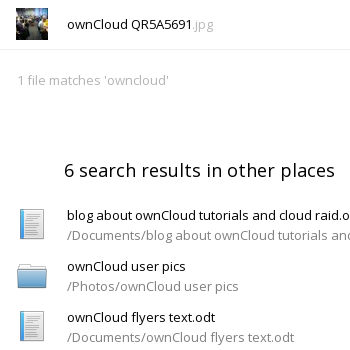 ownCloud QR5A5691.jpg
1 file matches 'owncloud'
6 search results in other places
blog about ownCloud tutorials and cloud raid.o
/Documents/blog about ownCloud tutorials and
ownCloud user pics
/Photos/ownCloud user pics
ownCloud flyers text.odt
/Documents/ownCloud flyers text.odt